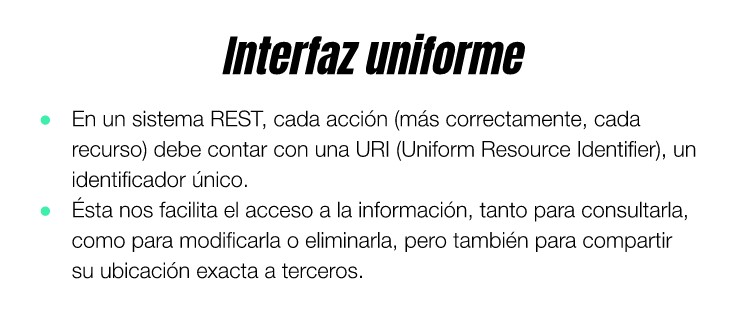 Interfaz uniforme
● En un sistema REST, cada acción (más correctamente, cada
recurso) debe contar con una URI (Uniform Resource Identifier), un
identificador único.
● Ésta nos facilita el acceso a la información, tanto para consultarla,
como para modificarla o eliminarla, pero también para compartir
su ubicación exacta a terceros.